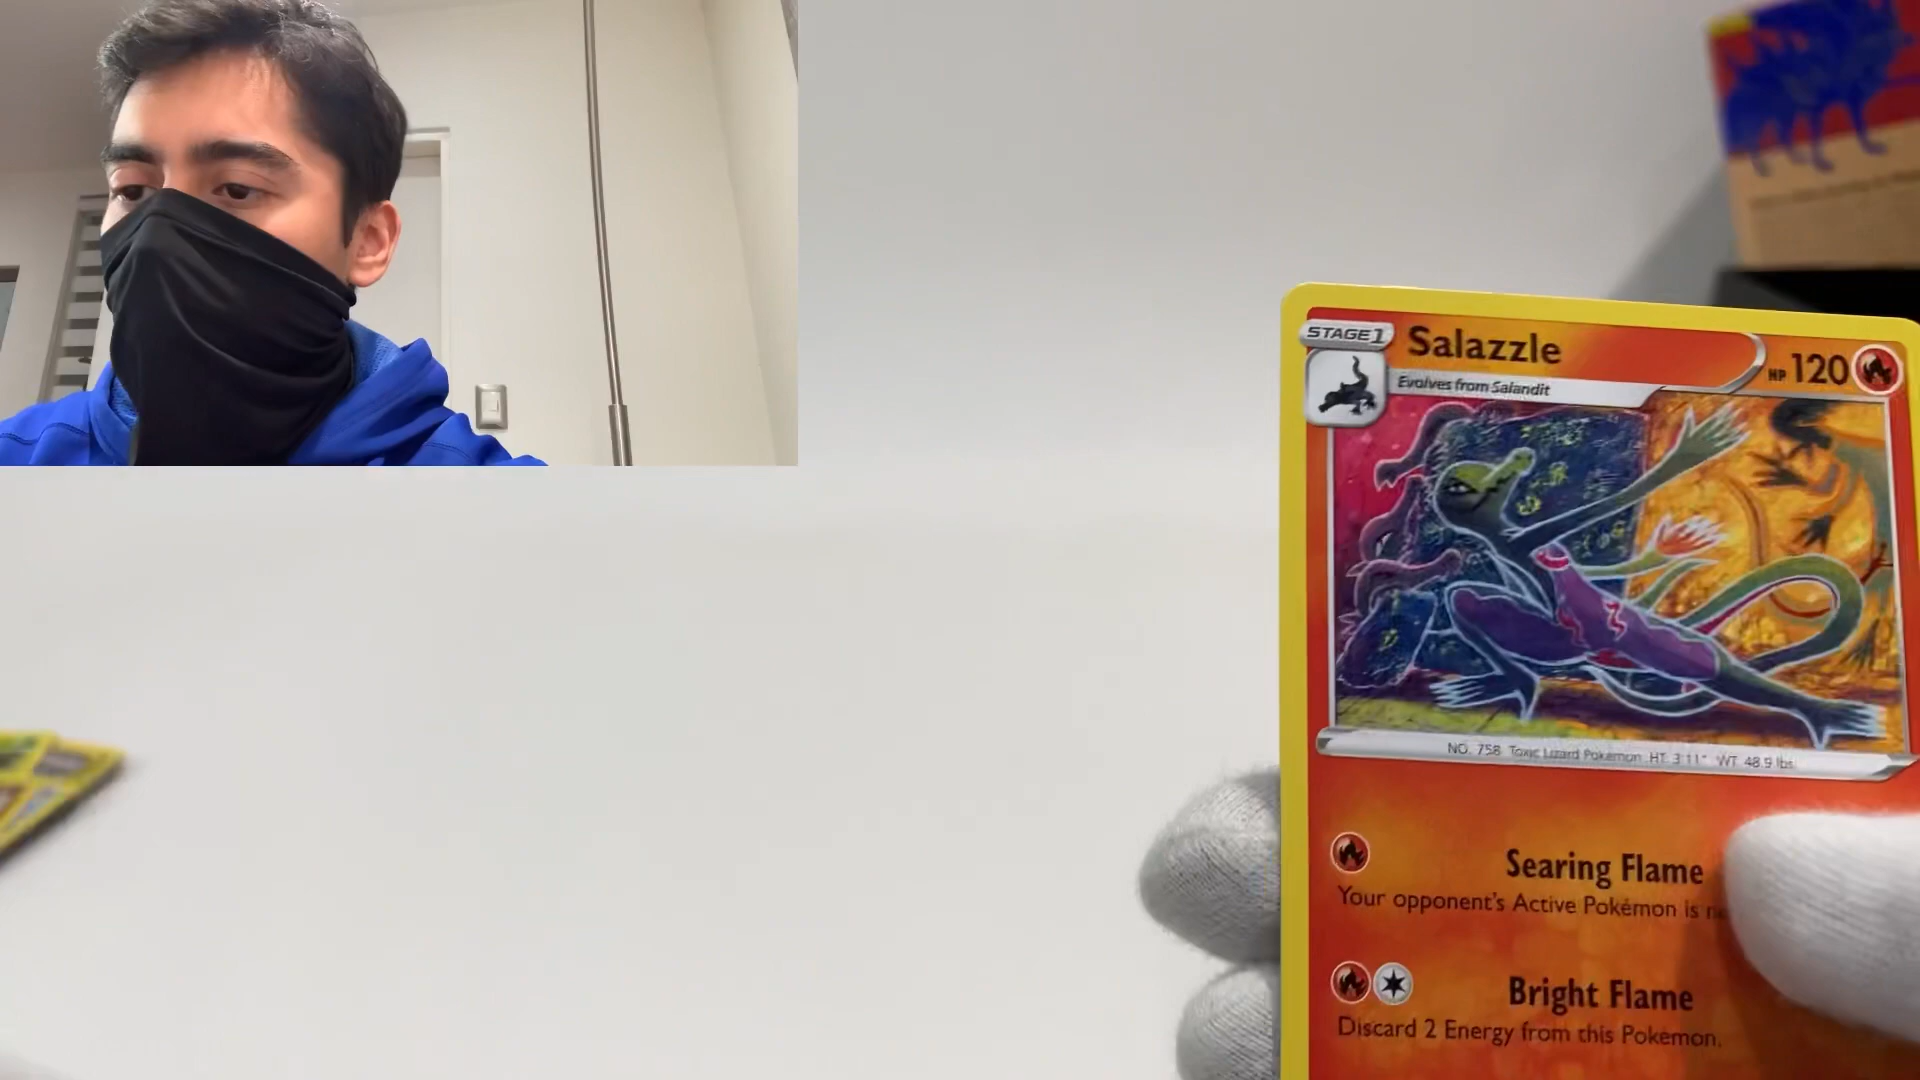 STAGE 1
Salazzle
HP 120
Evolves from Salandit
NO. 758 Toxic Lizard Pokémon HT: 3'11" WT: 48.9 lbs.
Searing Flame
Your opponent's Active Pokémon is
Bright Flame
Discard 2 Energy from this Pokémon.